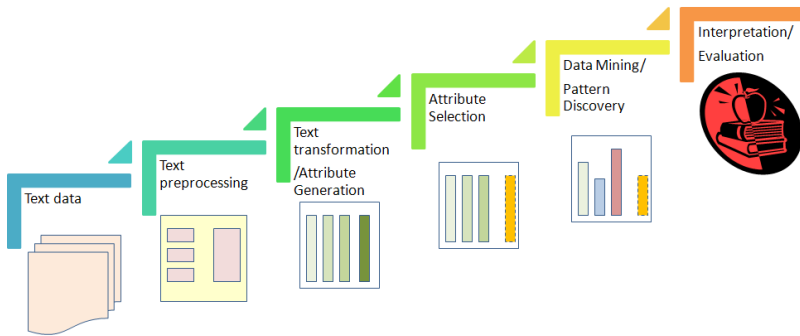 Text data
Text
preprocessing
Text
transformation
/Attribute
Generation
Attribute
Selection
Data Mining/
Pattern
Discovery
Interpretation/
Evaluation